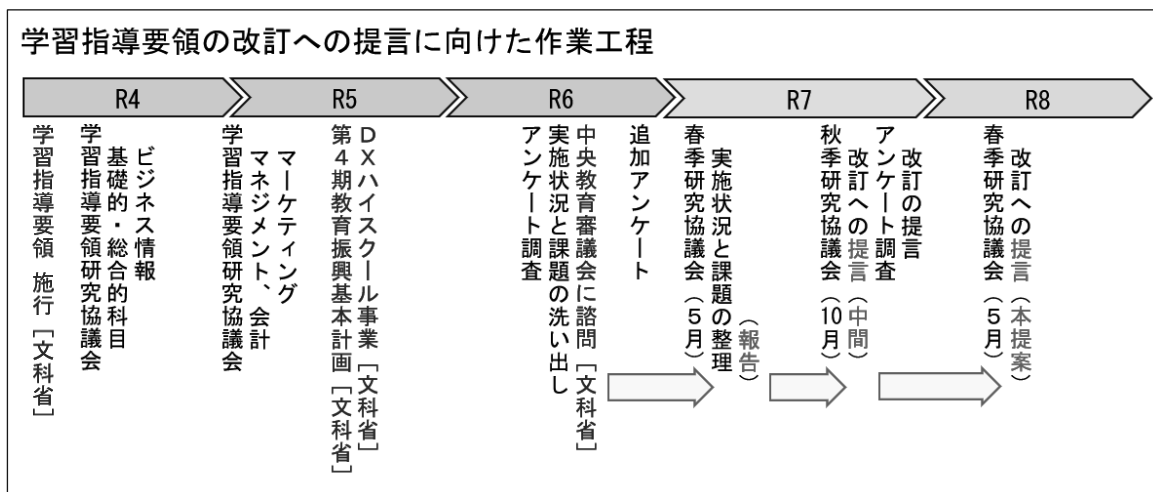 学習指導要領の改訂への提言に向けた作業工程
R4
R5
R6
R7
R8
学習指導要領 施行［文科省］
学習指導要領研究協議会
基礎的・総合的科目
ビジネス情報
学習指導要領研究協議会
マネジメント、会計
マーケティング
第４期教育振興基本計画［文科省］
ＤＸハイスクール事業［文科省］
アンケート調査
実施状況と課題の洗い出し
中央教育審議会に諮問［文科省］
追加アンケート
春季研究協議会（５月）
実施状況と課題の整理
（報告）
秋季研究協議会（10月）
改訂への提言（中間）
アンケート調査
改訂の提言
春季研究協議会（５月）
改訂への提言（本提案）